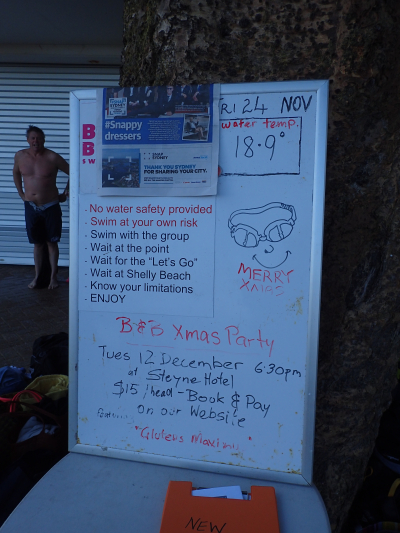 FRI 24 NOV
water temp.
18.9°
#Snappy
dressers
THANK YOU SYDNEY
FOR SHARING YOUR CITY.
B
B
SW
- No water safety provided
- Swim at your own risk
- Swim with the group
- Wait at the point
- Wait for the "Let's Go"
- Wait at Shelly Beach
- Know your limitations
- ENJOY
MERRY
XMAS
B&B Xmas Party
Tues 12 December 6:30pm
at Steyne Hotel
$15/head - Book & Pay
on our Website
"Gluteus Maxim
NEW